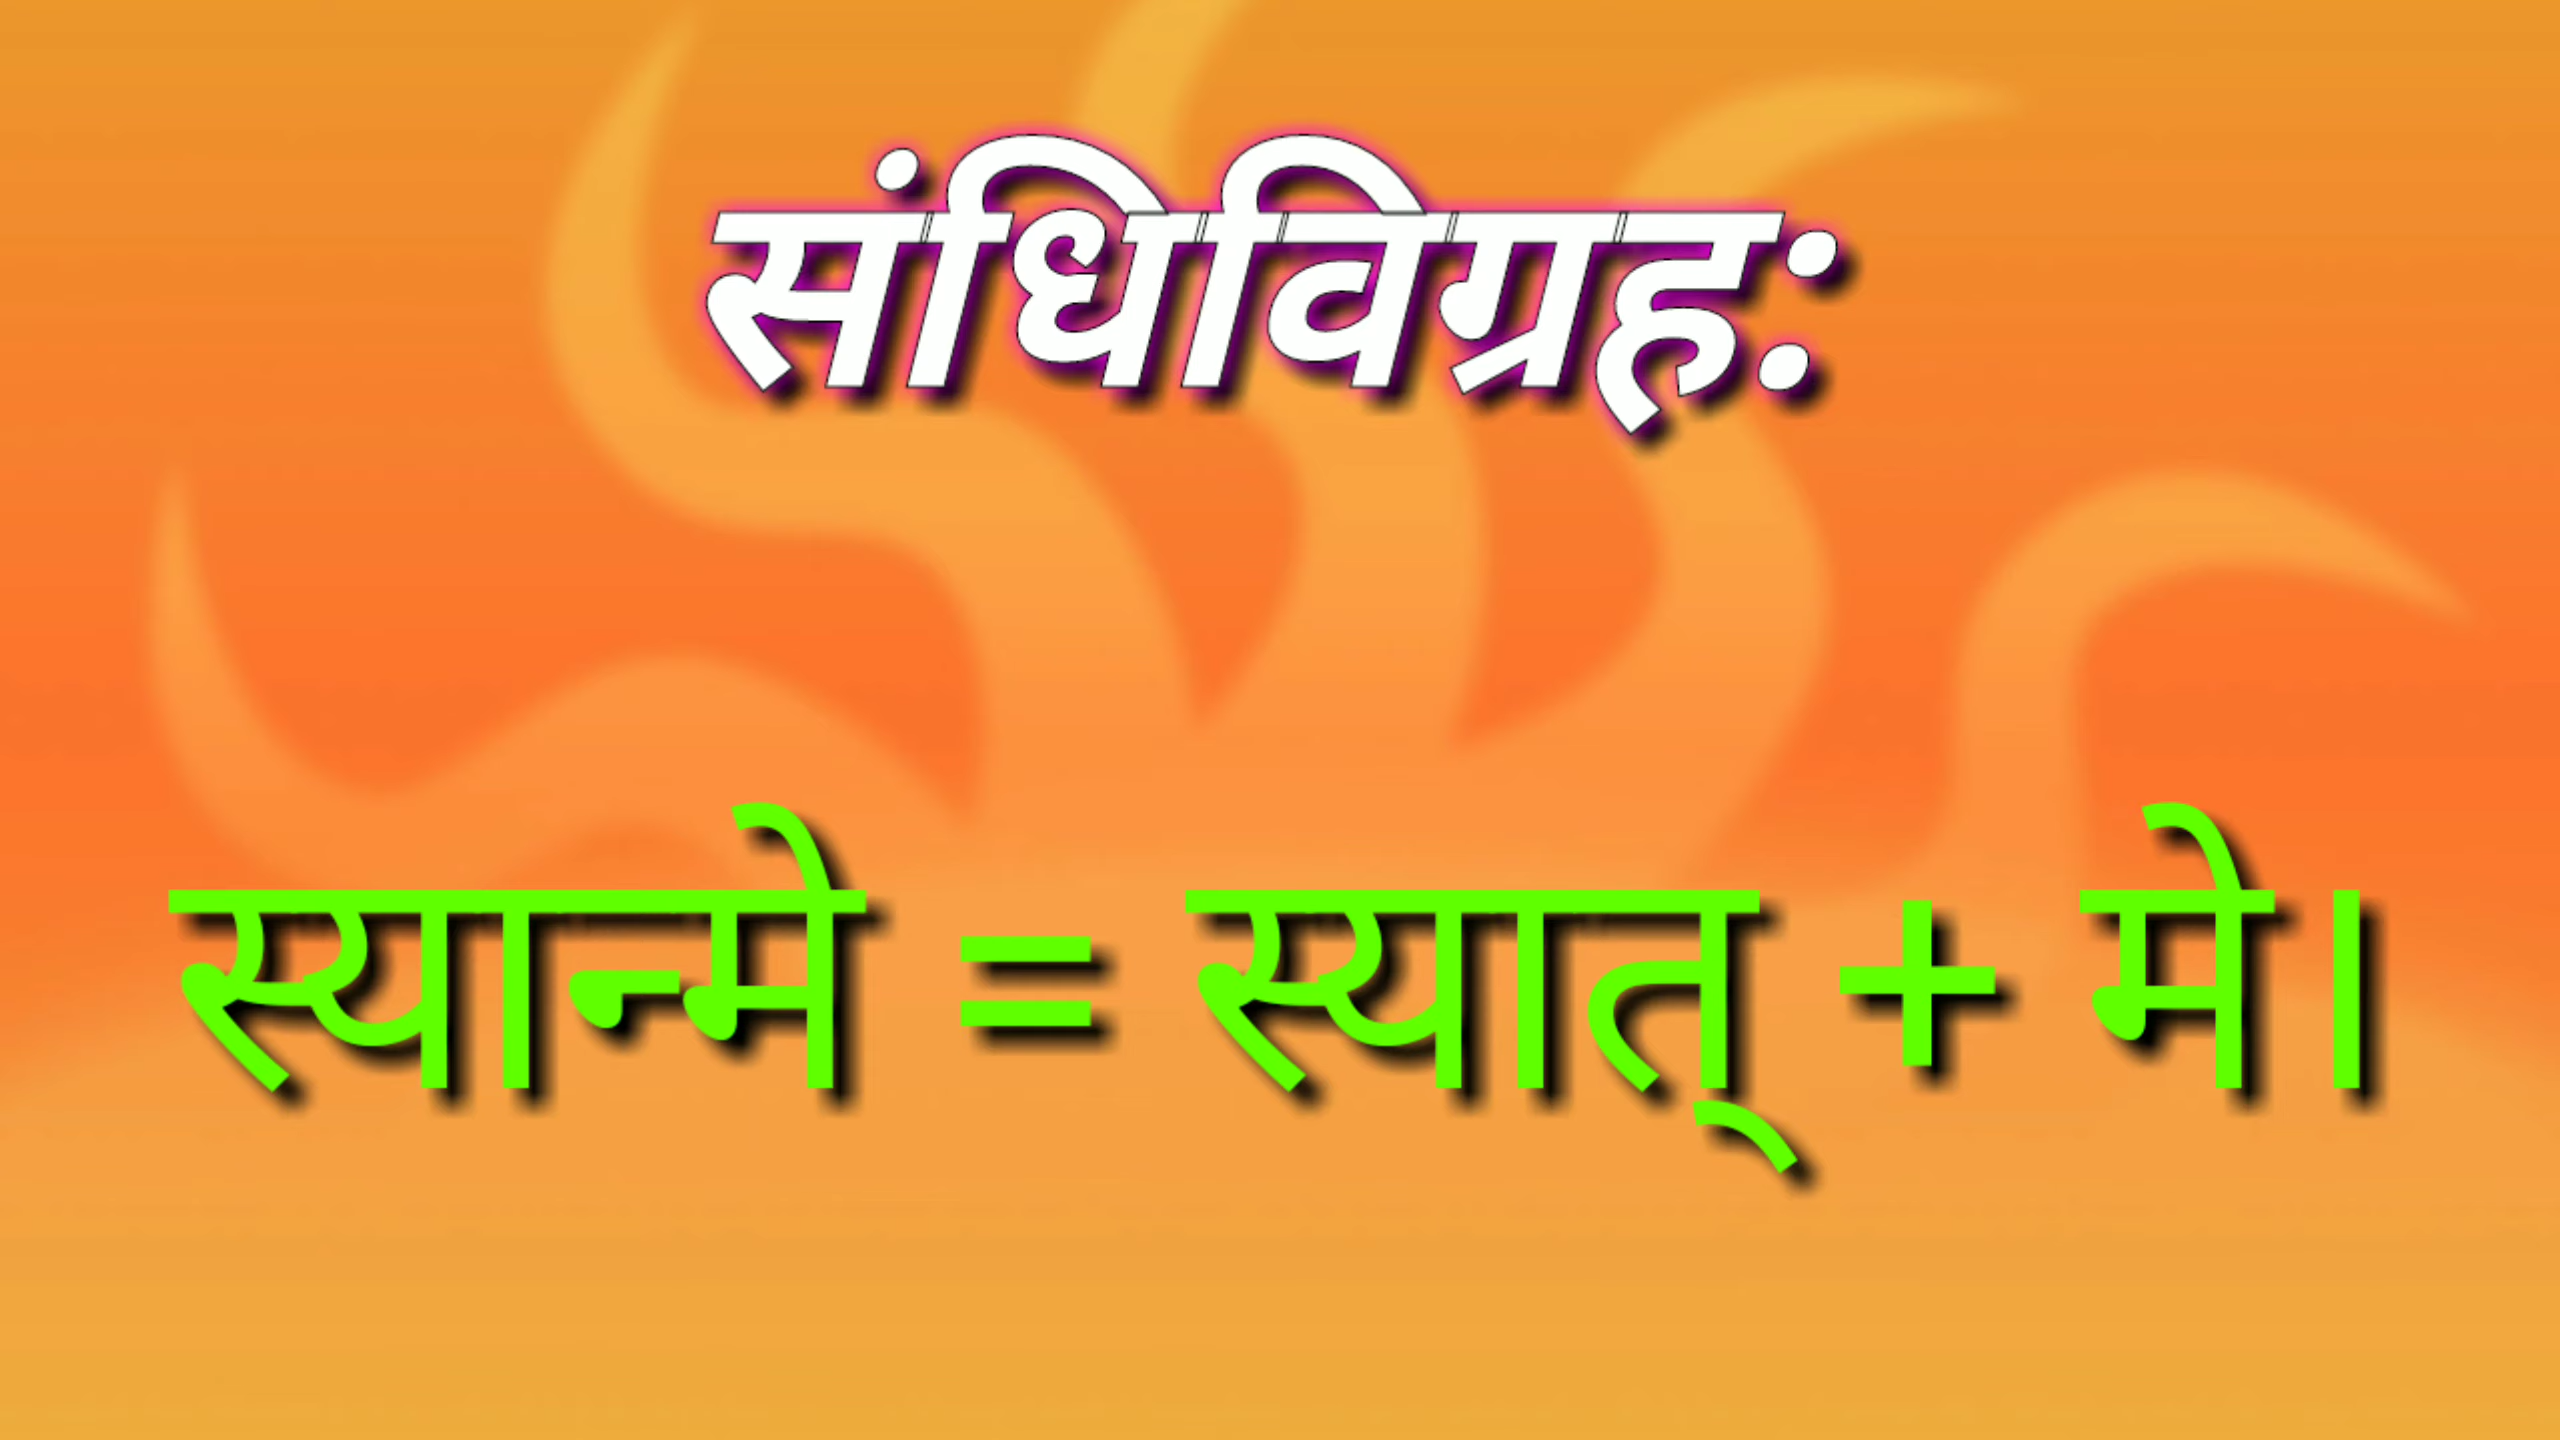 संधिविग्रह:
स्यान्मे = स्यात् + मे।